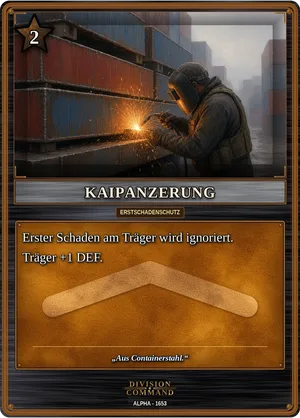 2
KAIPANZERUNG
ERSTSCHADENSCHUTZ
Erster Schaden am Träger wird ignoriert.
Träger +1 DEF.
„Aus Containerstahl.“
DIVISION
COMMAND
ALPHA - 1653